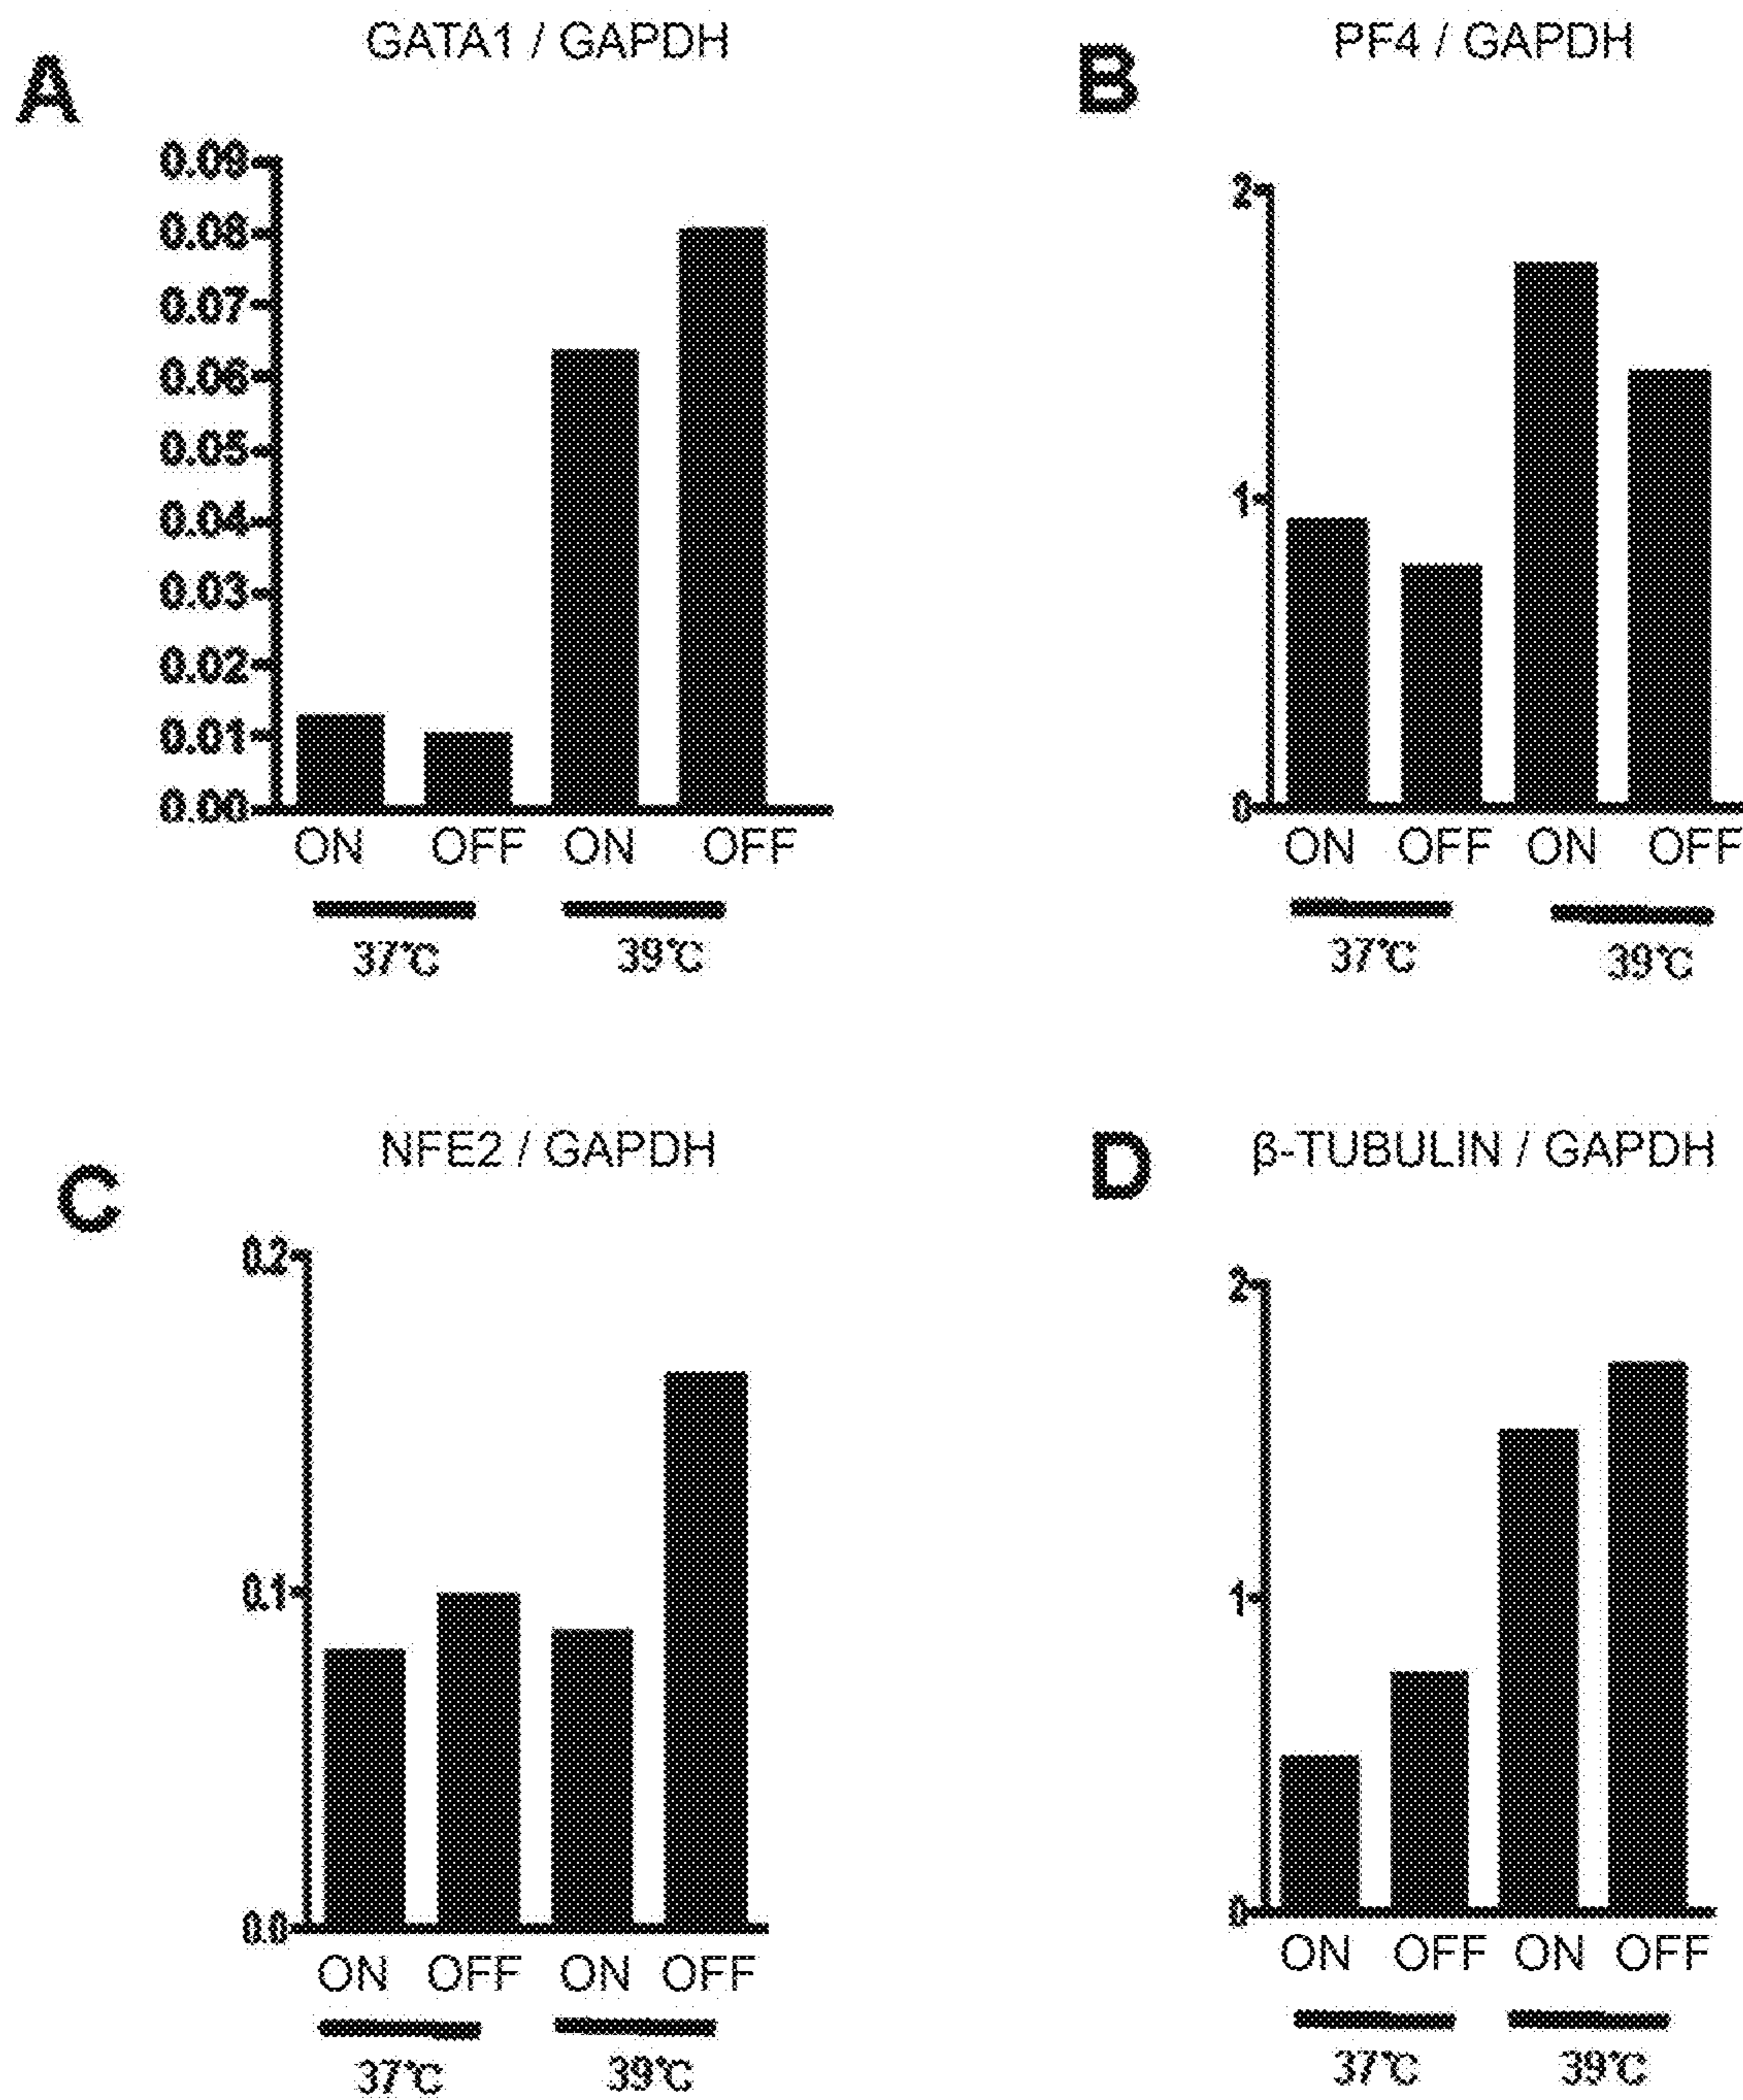 A
GATA1 / GAPDH
0.09
0.08
0.07
0.06
0.05
0.04
0.03
0.02
0.01
0.00
ON OFF ON OFF
37℃ 39℃
B
PF4 / GAPDH
2
1
0
ON OFF ON OFF
37℃ 39℃
C
NFE2 / GAPDH
0.2
0.1
0.0
ON OFF ON OFF
37℃ 39℃
D
β-TUBULIN / GAPDH
2
1
0
ON OFF ON OFF
37℃ 39℃